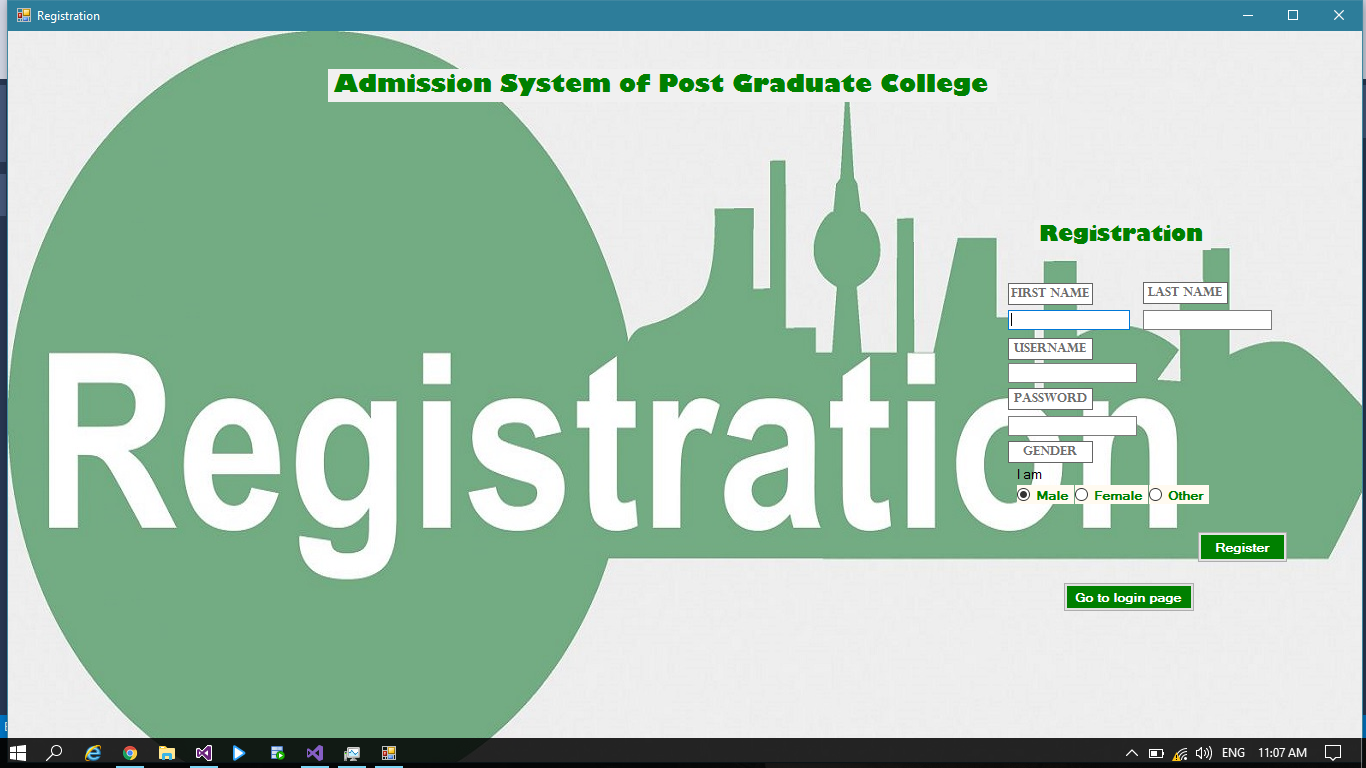 Registration
Admission System of Post Graduate College
Registration
FIRST NAME LAST NAME
USERNAME
PASSWORD
GENDER
I am
Male Female Other
Registration
Register
Go to login page
ENG 11:07 AM